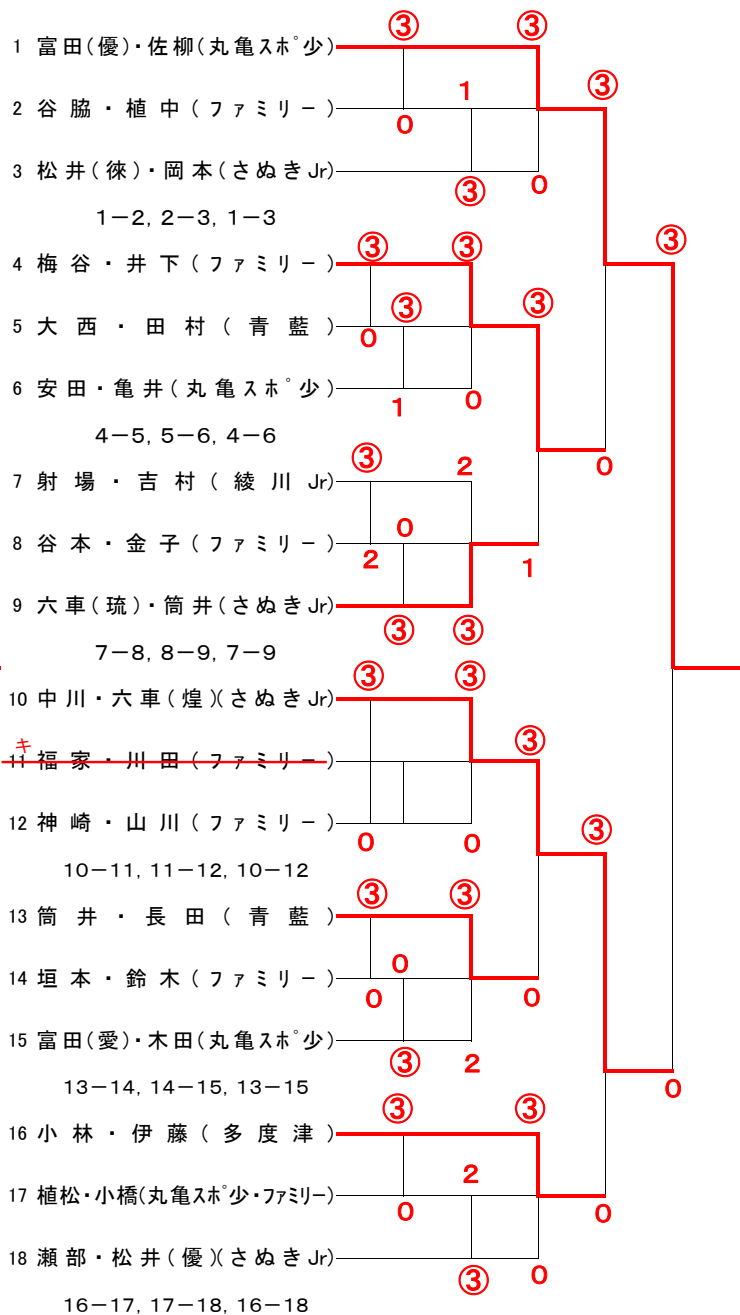 ③ ③
1 富田(優)・佐柳(丸亀スポ少)
1 ③
2 谷脇・植中(ファミリー)
0
3 松井(徠)・岡本(さぬきJr)
③ 0
1－2, 2－3, 1－3
③ ③ ③
4 梅谷・井下(ファミリー)
③ ③
5 大西・田村(青藍)
0
6 安田・亀井(丸亀スポ少)
1 0
4－5, 5－6, 4－6
③ 2 0
7 射場・吉村(綾川Jr)
0
8 谷本・金子(ファミリー)
2 1
9 六車(琉)・筒井(さぬきJr)
③ ③
7－8, 8－9, 7－9
③ ③
10 中川・六車(煌)(さぬきJr)
キ ③
11 福家・川田(ファミリー)
12 神崎・山川(ファミリー)
0 0 ③
10－11, 11－12, 10－12
③ ③
13 筒井・長田(青藍)
0
14 垣本・鈴木(ファミリー)
0 0
15 富田(愛)・木田(丸亀スポ少)
③ 2
13－14, 14－15, 13－15 0
③ ③
16 小林・伊藤(多度津)
2
17 植松・小橋(丸亀スポ少・ファミリー)
0 0
18 瀬部・松井(優)(さぬきJr)
③ 0
16－17, 17－18, 16－18